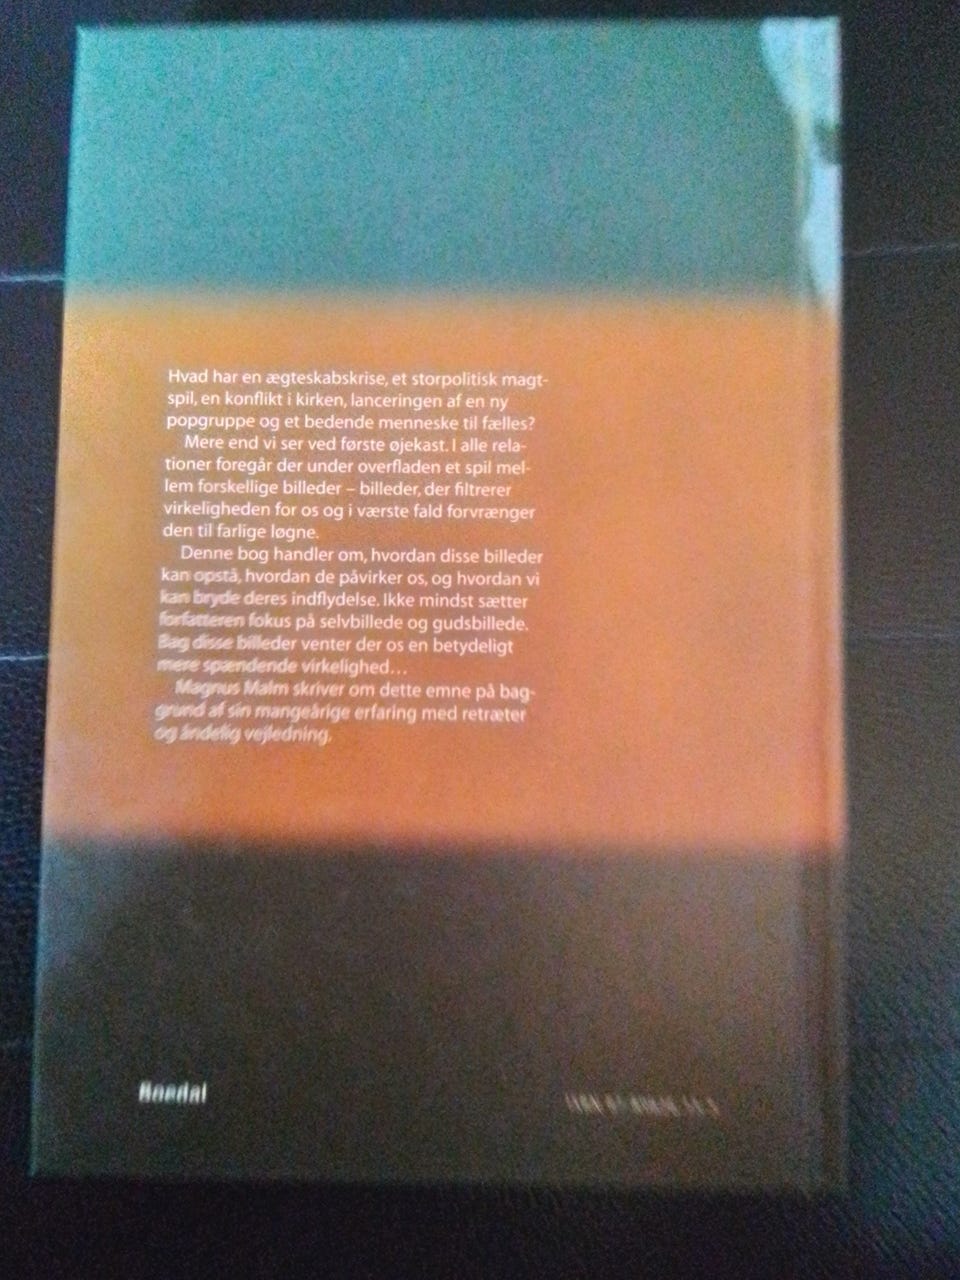 Hvad har en ægteskabskrise, et storpolitisk magt-
spil, en konflikt i kirken, lanceringen af en ny
popgruppe og et bedende menneske til fælles?
Mere end vi ser ved første øjekast. I alle rela-
tioner foregår der under overfladen et spil mel-
lem forskellige billeder – billeder, der filtrerer
virkeligheden for os og i værste fald forvrænger
den til farlige løgne.
Denne bog handler om, hvordan disse billeder
kan opstå, hvordan de påvirker os, og hvordan vi
kan bryde deres indflydelse. Ikke mindst sætter
forfatteren fokus på selvbillede og gudsbillede.
Bag disse billeder venter der os en betydeligt
mere spændende virkelighed...
Magnus Malm skriver om dette emne på bag-
grund af sin mangeårige erfaring med retræter
og åndelig vejledning.
Boedal